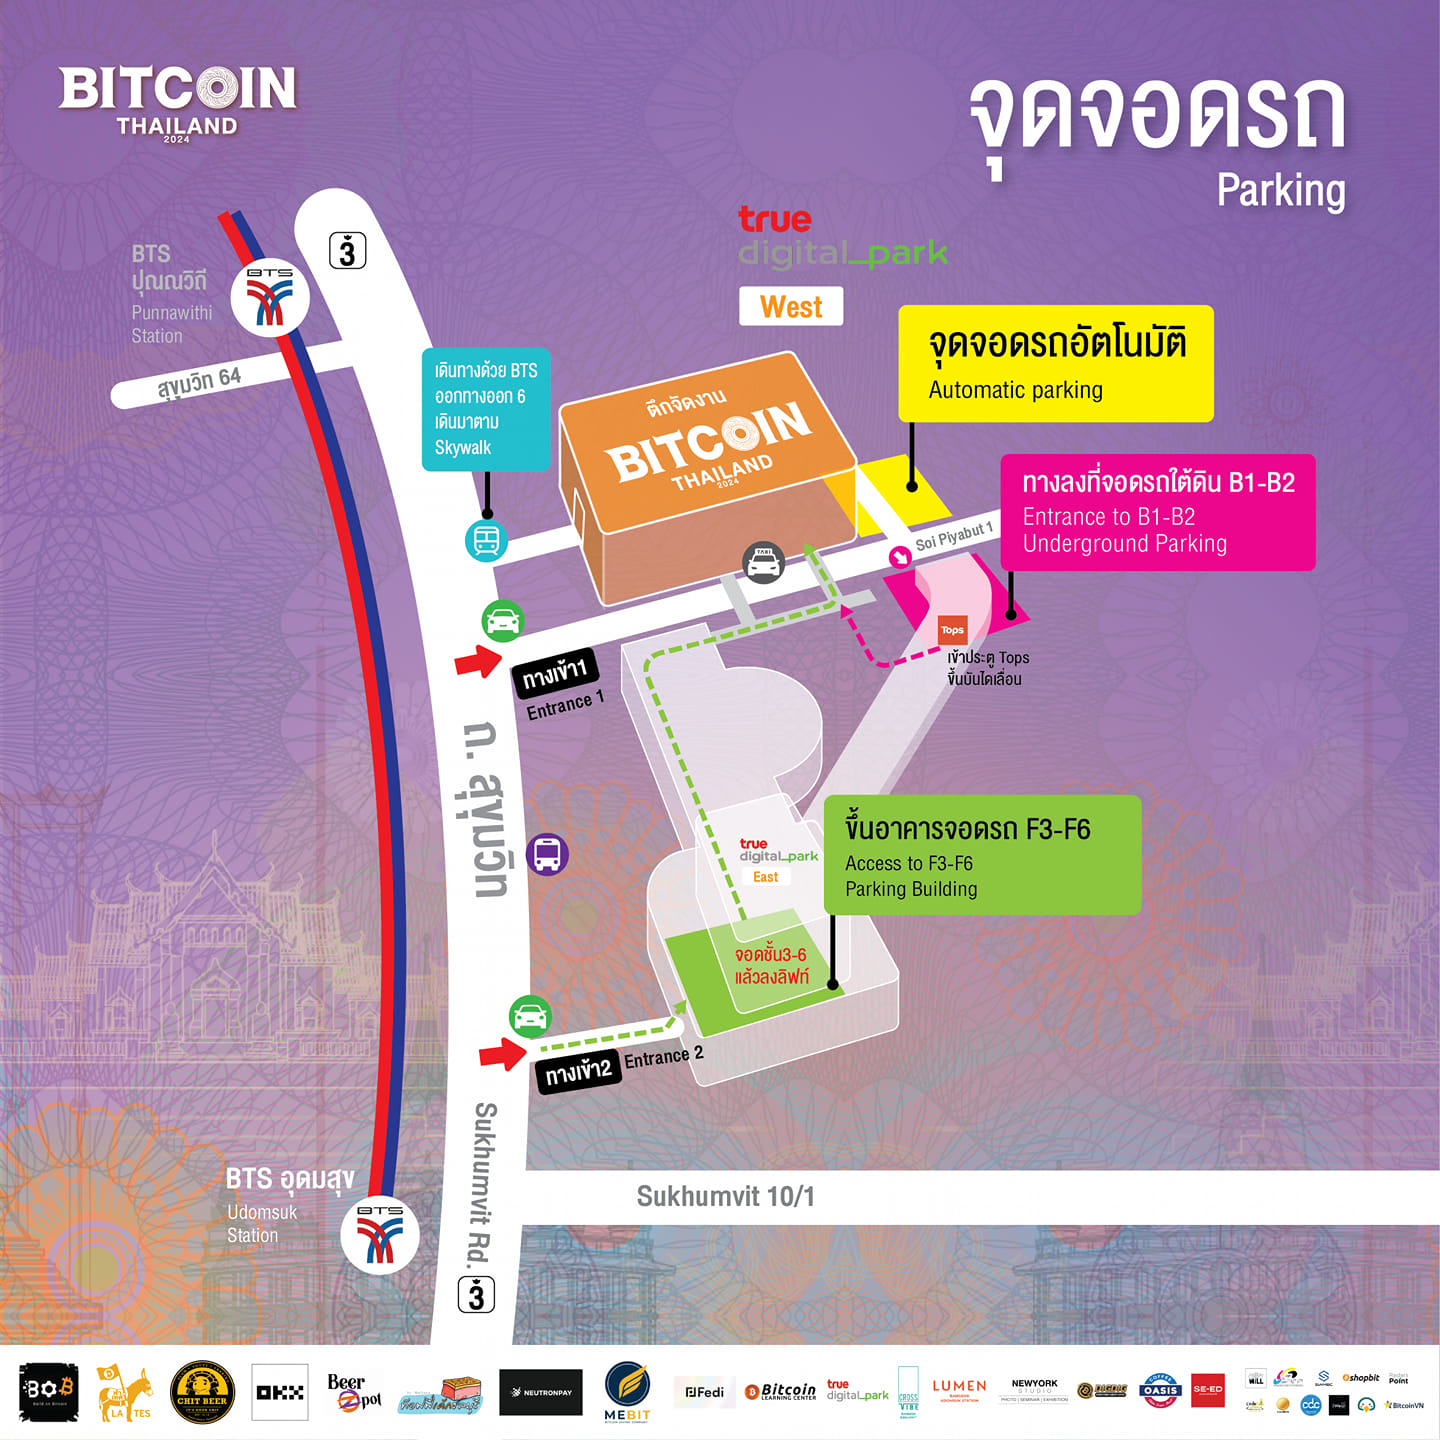 BITCOIN
THAILAND
2024
จุดจอดรถ
Parking
true
digital_park
West
3
BTS
ปุณณวิถี
Punnawithi
Station
BTS
สุขุมวิท 64
เดินทางด้วย BTS
ออกทางออก 6
เดินมาตาม
Skywalk
ตึกจัดงาน
BITCOIN
THAILAND
2024
จุดจอดรถอัตโนมัติ
Automatic parking
ทางลงที่จอดรถใต้ดิน B1-B2
Entrance to B1-B2
Underground Parking
Soi Piyabut 1
TAXI
Tops
เข้าประตู Tops
ขึ้นบันไดเลื่อน
ทางเข้า1
Entrance 1
ถ. สุขุมวิท
ขึ้นอาคารจอดรถ F3-F6
Access to F3-F6
Parking Building
true
digital_park
East
จอดชั้น3-6
แล้วลงลิฟท์
ทางเข้า2
Entrance 2
Sukhumvit Rd.
3
BTS อุดมสุข
Udomsuk
Station
BTS
Sukhumvit 10/1
BOB
Build on Bitcoin
LA TES
CHIT BEER
OKX
Beer
Spot
NEUTRONPAY
MEBIT
Fedi
Bitcoin
LEARNING CENTER
true
digital_park
CROSS
VIBE
LUMEN
NEWYORK
STUDIO
PHOTO | SEMINAR | EXHIBITION
OASIS
SE-ED
shopbit
cdc
BitcoinVN